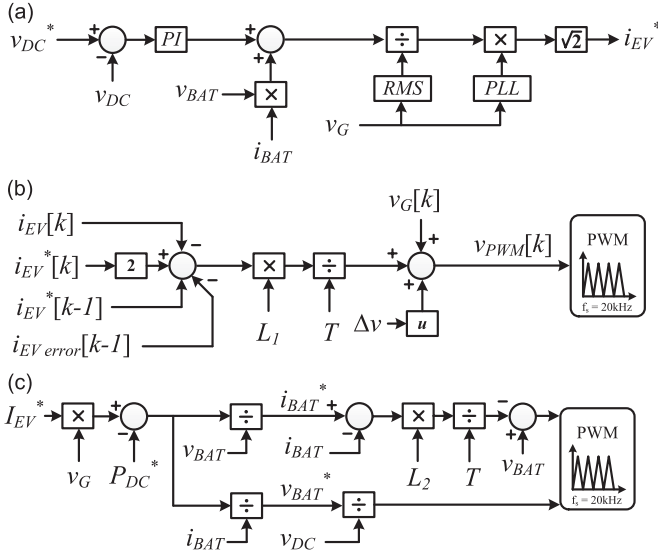 (a)
v_DC* + − PI + + ÷ × √2 i_EV*
v_DC
v_BAT × RMS PLL
v_G
i_BAT
(b)
v_G[k]
i_EV[k] − +
i_EV*[k] 2 + − × ÷ + + v_PWM[k] PWM
i_EV*[k-1] L_1 T Δv u f_s = 20kHz
i_EV error[k-1]
(c)
I_EV* × + − ÷ i_BAT* + − × ÷ − + PWM
v_BAT i_BAT
v_G P_DC* L_2 T v_BAT
÷ v_BAT* ÷ f_s = 20kHz
i_BAT v_DC